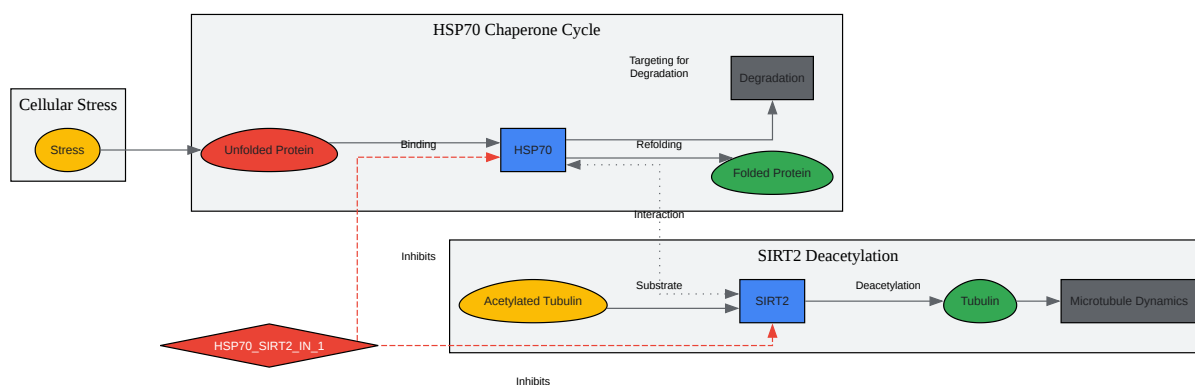 HSP70 Chaperone Cycle
Targeting for
Degradation
Degradation
Cellular Stress
Stress
Unfolded Protein
Binding
HSP70
Refolding
Folded Protein
Interaction
Inhibits
SIRT2 Deacetylation
Acetylated Tubulin
Substrate
SIRT2
Deacetylation
Tubulin
Microtubule Dynamics
HSP70_SIRT2_IN_1
Inhibits